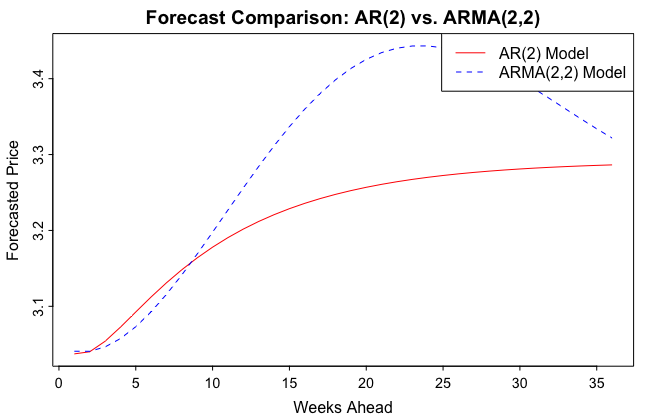 Forecast Comparison: AR(2) vs. ARMA(2,2)
AR(2) Model
ARMA(2,2) Model
Forecasted Price
3.4
3.3
3.2
3.1
0 5 10 15 20 25 30 35
Weeks Ahead